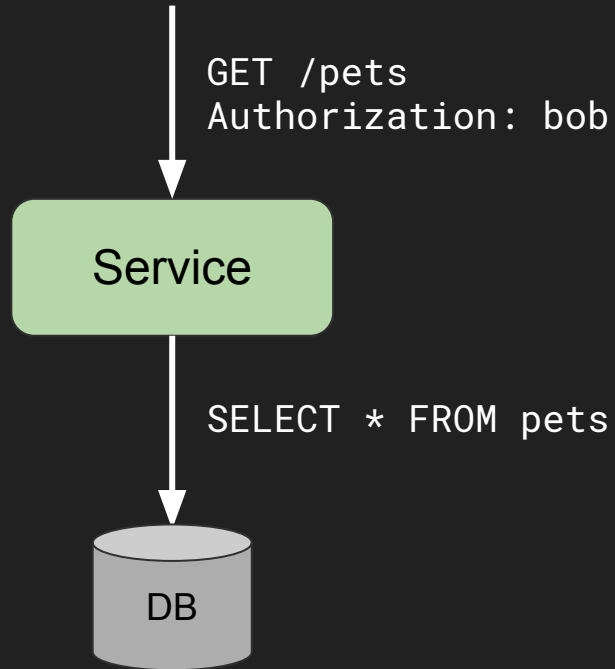 GET /pets
Authorization: bob
Service
SELECT * FROM pets
DB